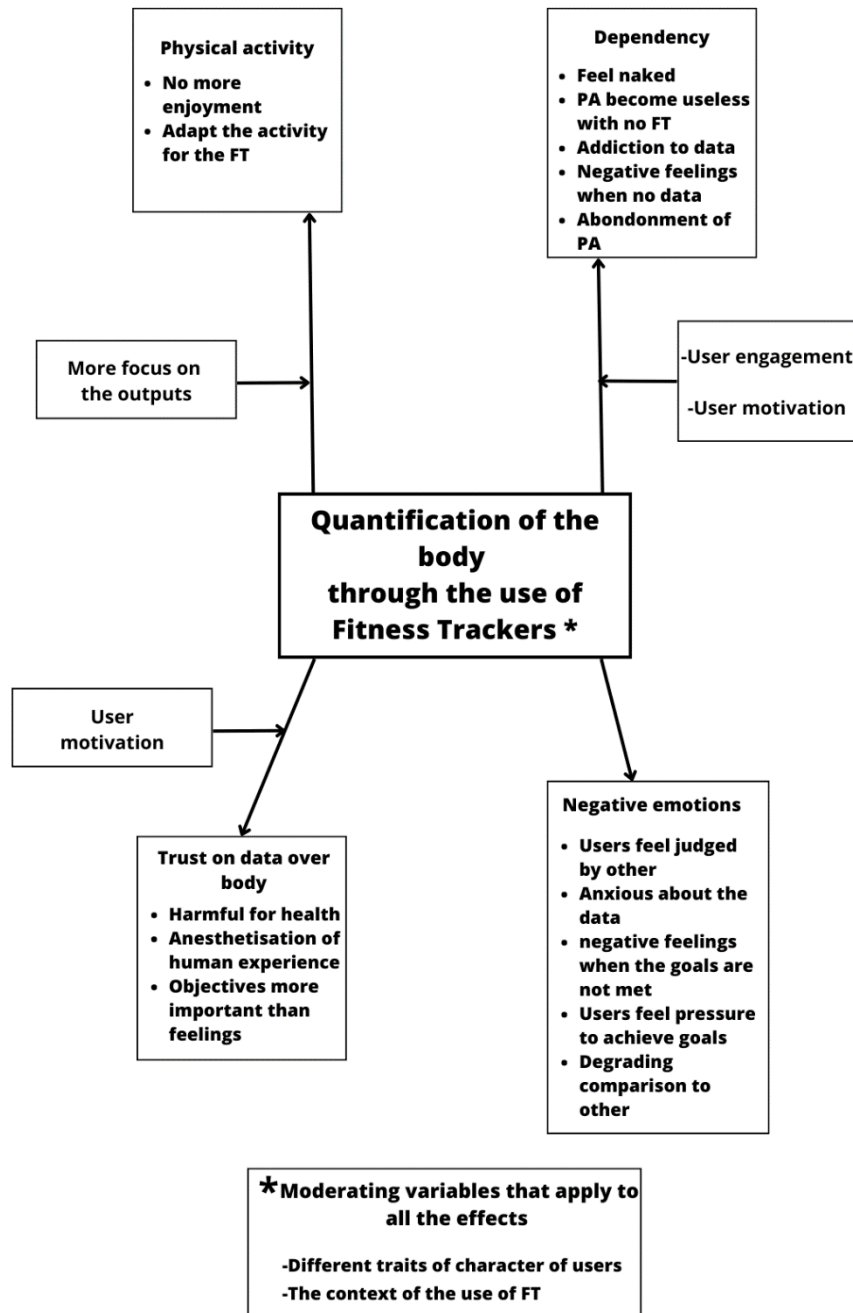 Physical activity
• No more
enjoyment
• Adapt the activity
for the FT
Dependency
• Feel naked
• PA become useless
with no FT
• Addiction to data
• Negative feelings
when no data
• Abondonment of
PA
More focus on
the outputs
-User engagement
-User motivation
Quantification of the
body
through the use of
Fitness Trackers *
User
motivation
Trust on data over
body
• Harmful for health
• Anesthetisation of
human experience
• Objectives more
important than
feelings
Negative emotions
• Users feel judged
by other
• Anxious about the
data
• negative feelings
when the goals are
not met
• Users feel pressure
to achieve goals
• Degrading
comparison to
other
*Moderating variables that apply to
all the effects
-Different traits of character of users
-The context of the use of FT